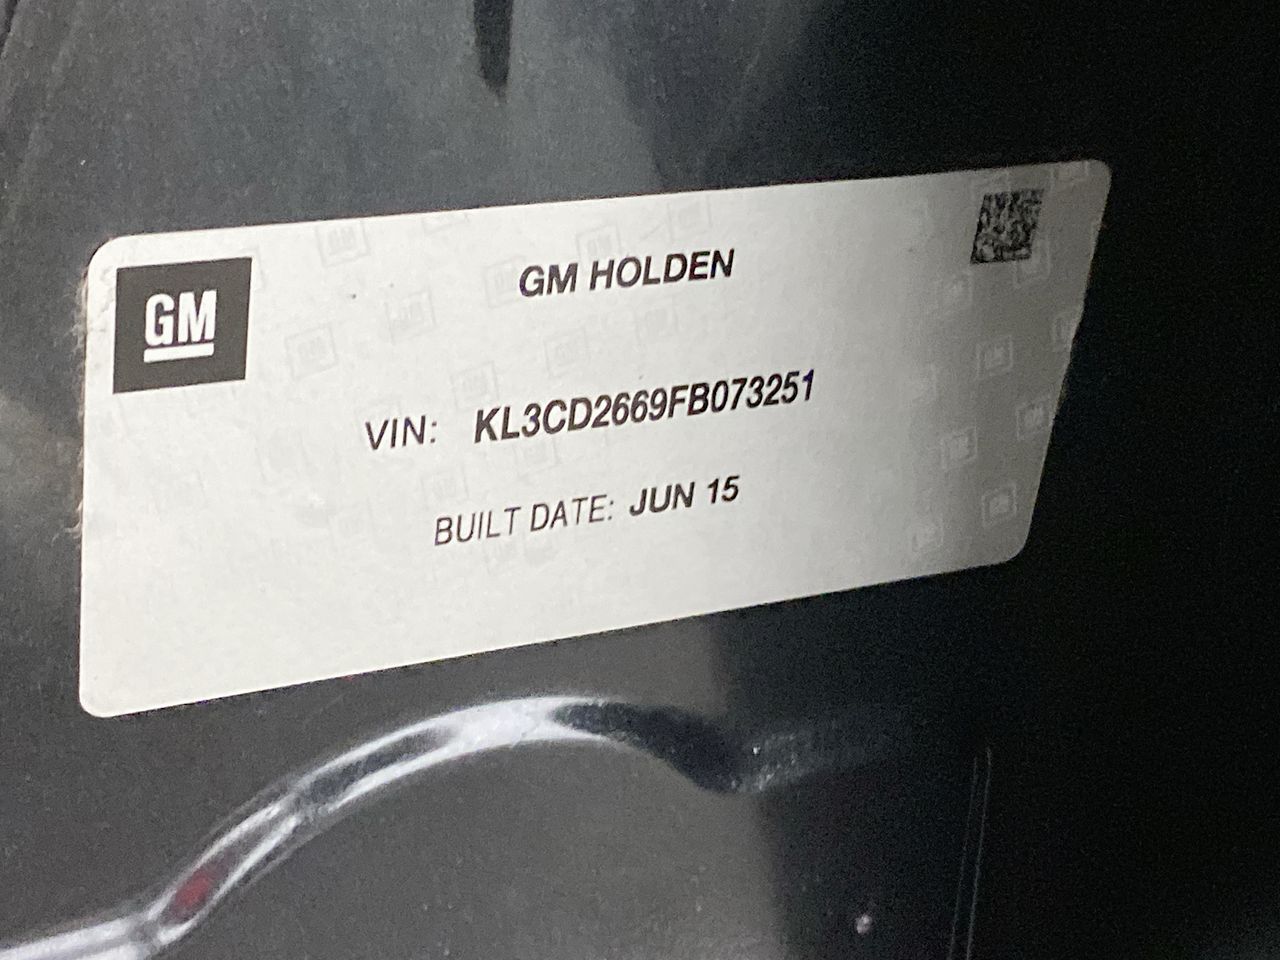 GM
GM HOLDEN
VIN: KL3CD2669FB073251
BUILT DATE: JUN 15